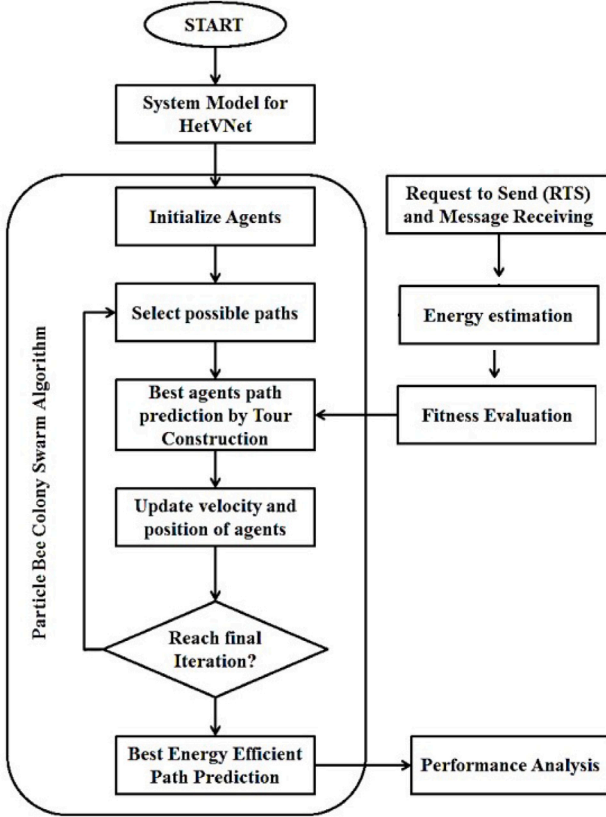 START
System Model for
HetVNet
Initialize Agents
Request to Send (RTS)
and Message Receiving
Select possible paths
Energy estimation
Best agents path
prediction by Tour
Construction
Fitness Evaluation
Update velocity and
position of agents
Particle Bee Colony Swarm Algorithm
Reach final
Iteration?
Best Energy Efficient
Path Prediction
Performance Analysis